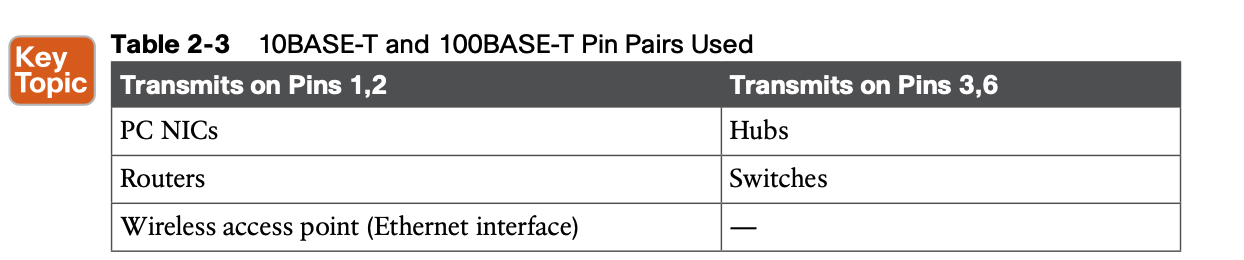 Key
Topic
Table 2-3 10BASE-T and 100BASE-T Pin Pairs Used
Transmits on Pins 1,2 Transmits on Pins 3,6
PC NICs Hubs
Routers Switches
Wireless access point (Ethernet interface) —